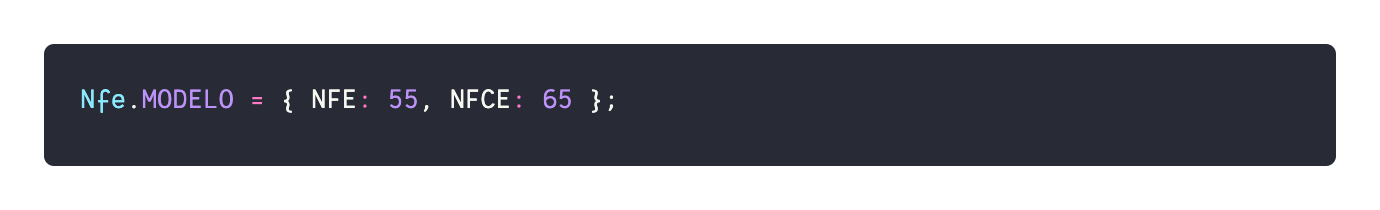 Nfe.MODELO = { NFE: 55, NFCE: 65 };